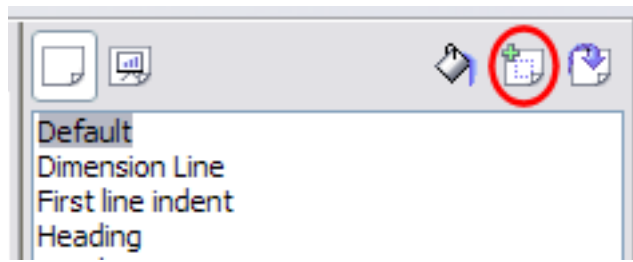 Default
Dimension Line
First line indent
Heading